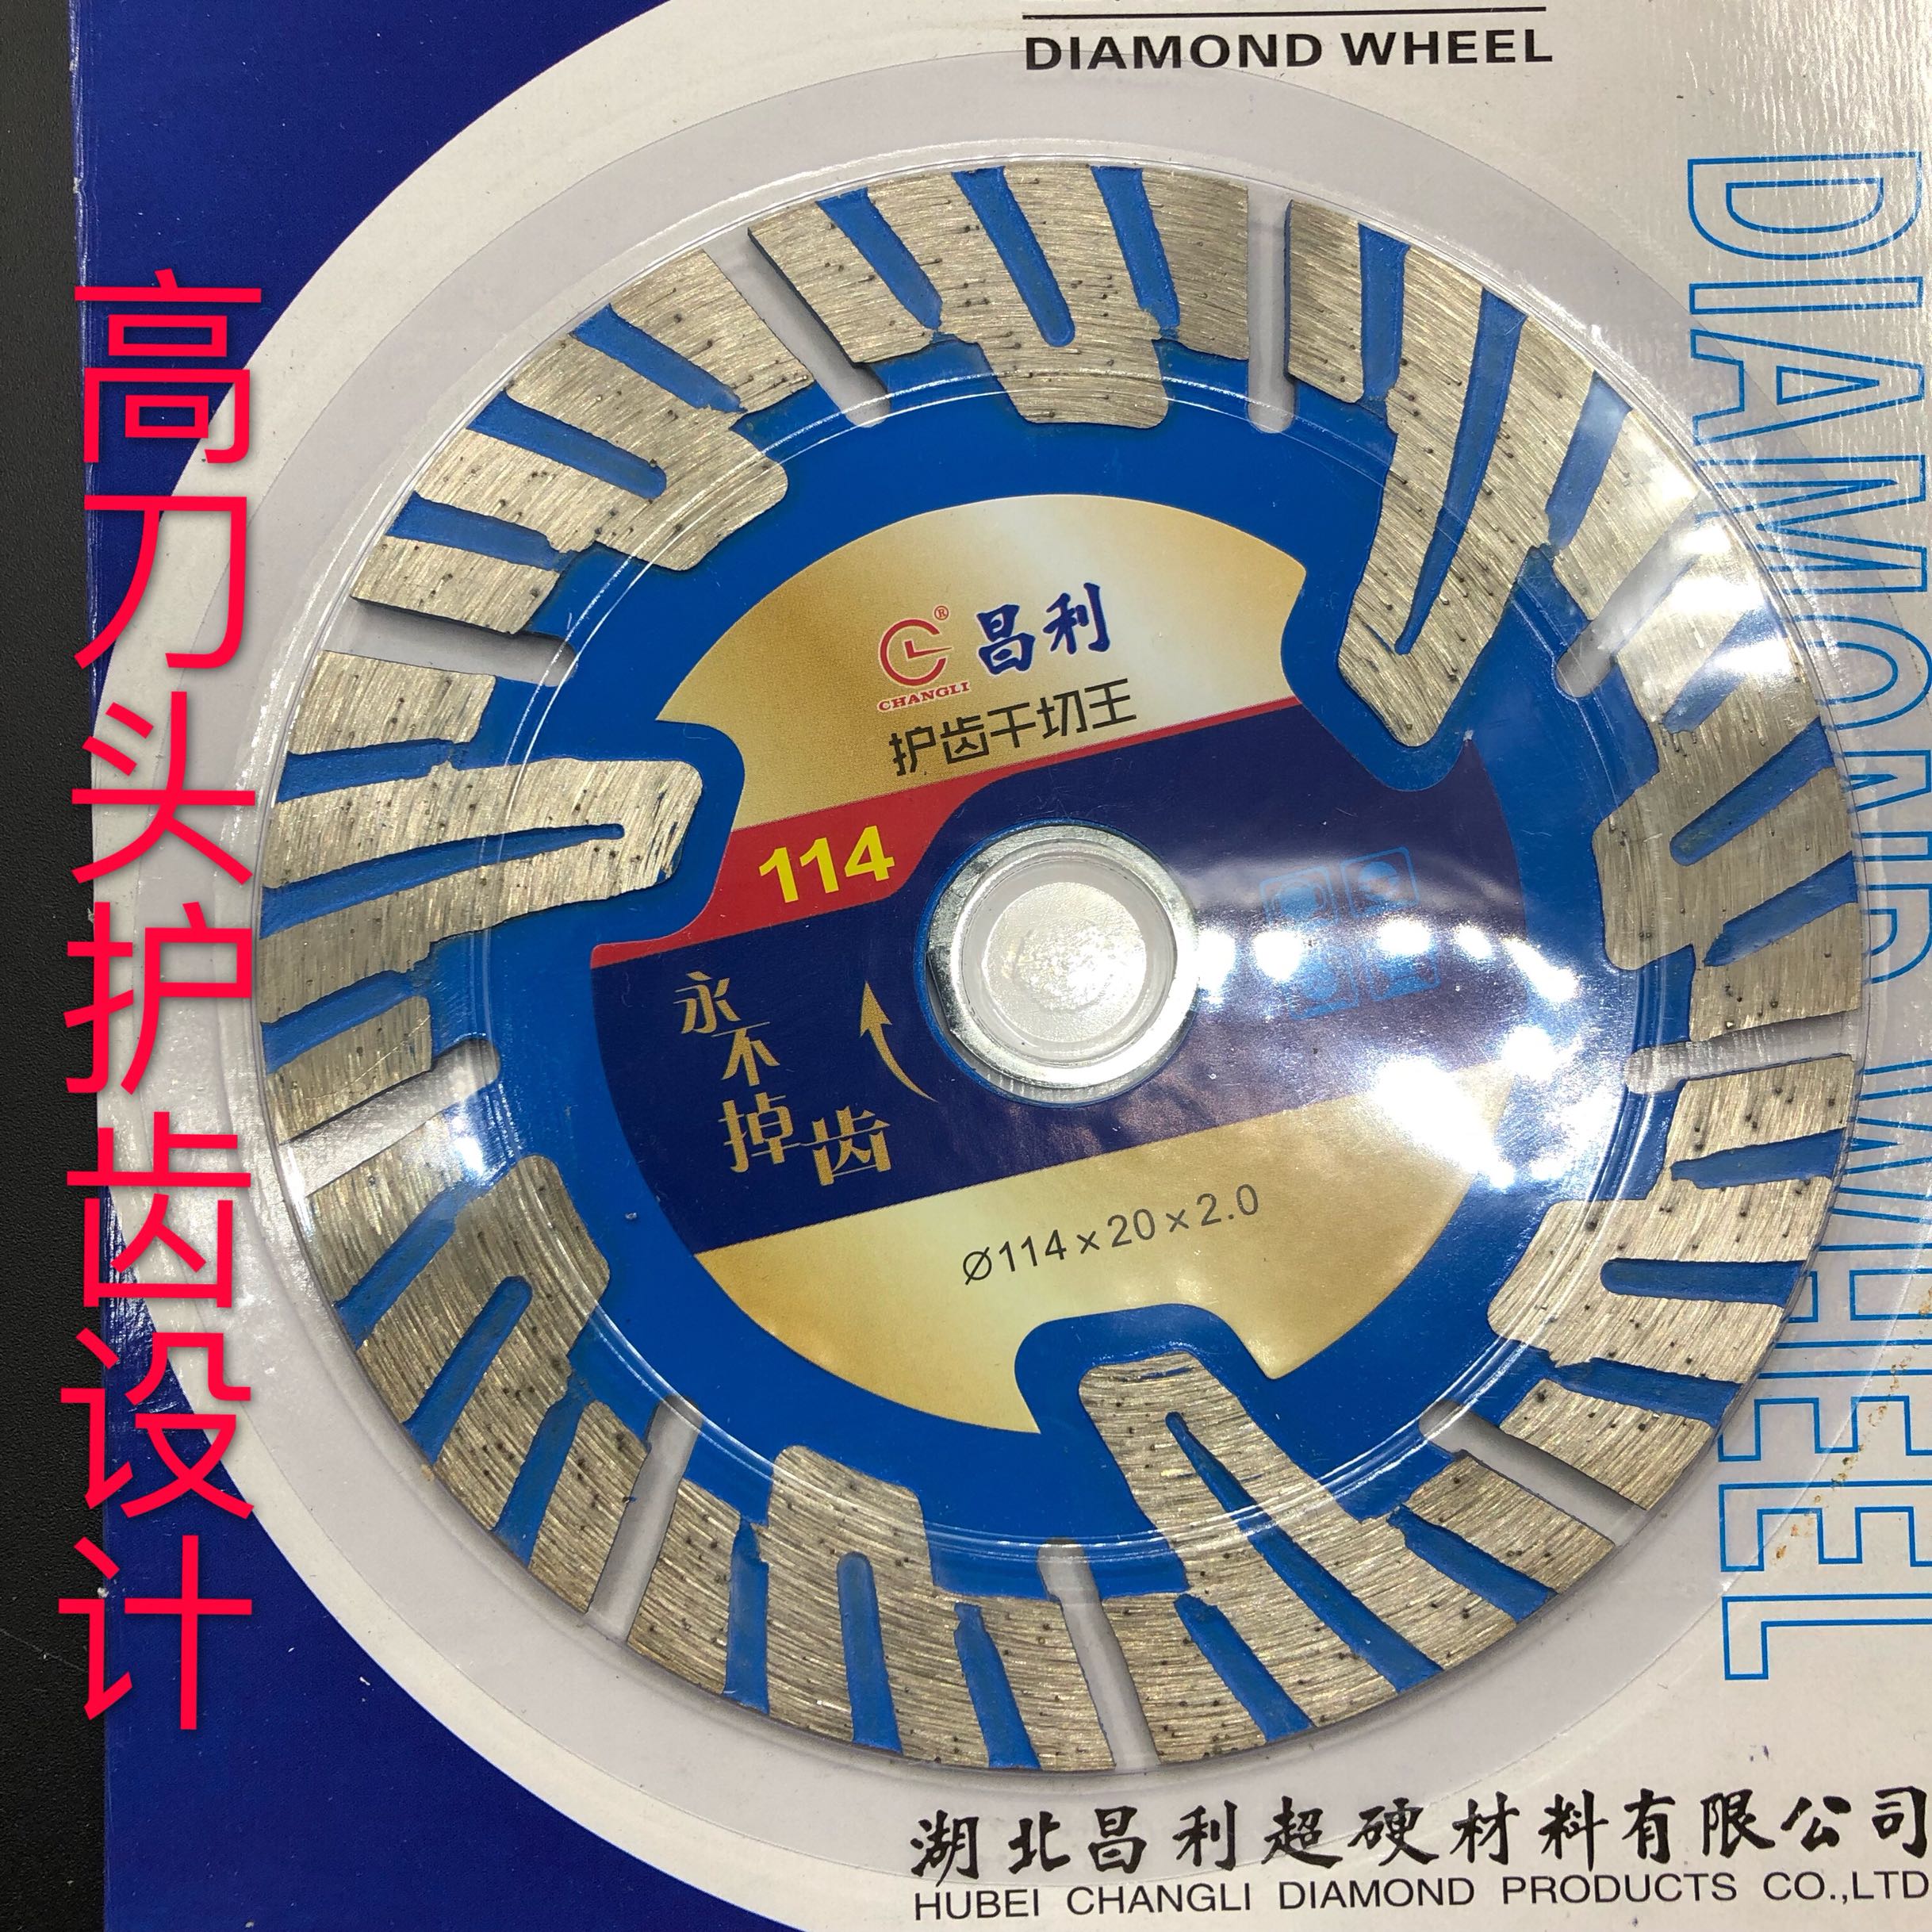 DIAMOND WHEEL
DIAMOND WHEEL
高刀头护齿设计
®
昌利
CHANGLI
护齿干切王
114
永不掉齿
Ø114×20×2.0
湖北昌利超硬材料有限公司
HUBEI CHANGLI DIAMOND PRODUCTS CO.,LTD